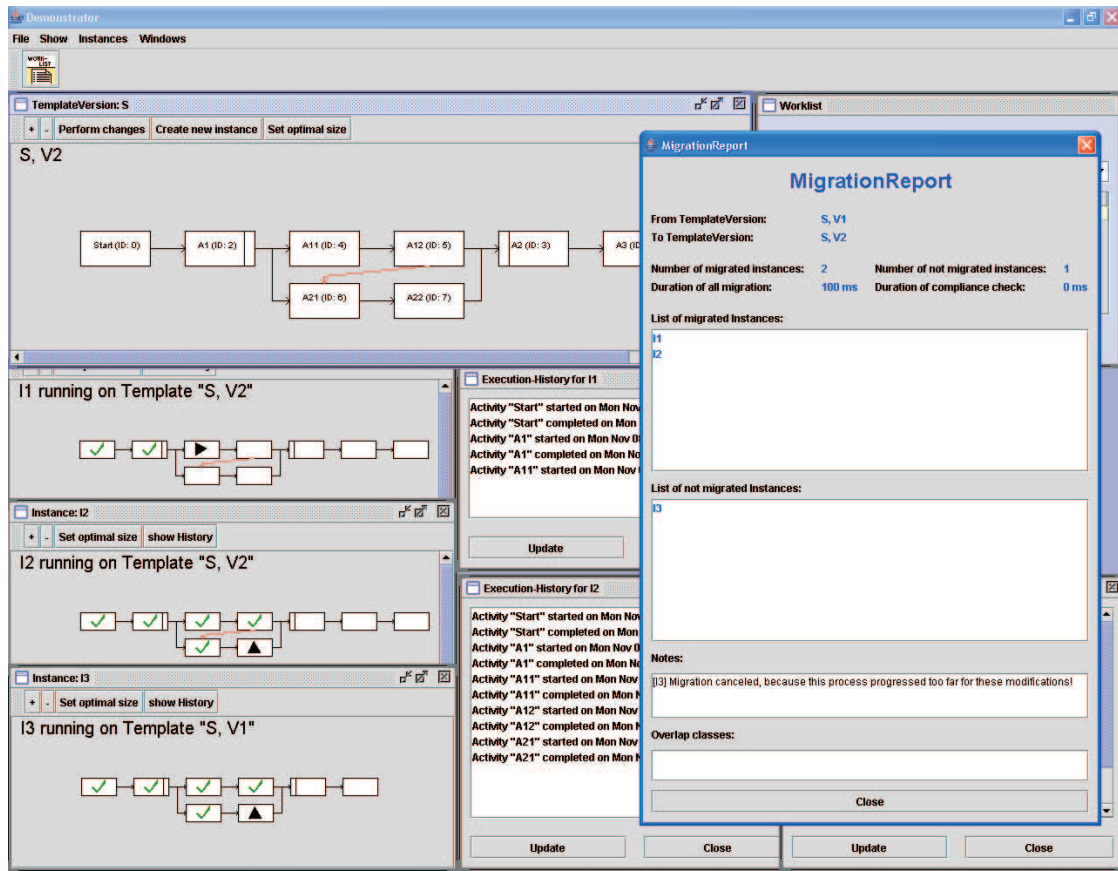 Demonstrator
File Show Instances Windows
WORK-
LIST
TemplateVersion: S
+ - Perform changes Create new instance Set optimal size
S, V2
Start (ID: 0)
A1 (ID: 2)
A11 (ID: 4)
A12 (ID: 5)
A2 (ID: 3)
A3 (ID
A21 (ID: 6)
A22 (ID: 7)
I1 running on Template "S, V2"
Instance: I2
+ - Set optimal size show History
I2 running on Template "S, V2"
Instance: I3
+ - Set optimal size show History
I3 running on Template "S, V1"
Execution-History for I1
Activity "Start" started on Mon Nov
Activity "Start" completed on Mon
Activity "A1" started on Mon Nov 0
Activity "A1" completed on Mon No
Activity "A11" started on Mon Nov
Update
Execution-History for I2
Activity "Start" started on Mon Nov
Activity "Start" completed on Mon
Activity "A1" started on Mon Nov 0
Activity "A1" completed on Mon No
Activity "A11" started on Mon Nov
Activity "A11" completed on Mon N
Activity "A12" started on Mon Nov
Activity "A12" completed on Mon N
Activity "A21" started on Mon Nov
Activity "A21" completed on Mon N
Update Close
Update Close
Worklist
MigrationReport
MigrationReport
From TemplateVersion: S, V1
To TemplateVersion: S, V2
Number of migrated instances: 2 Number of not migrated instances: 1
Duration of all migration: 100 ms Duration of compliance check: 0 ms
List of migrated Instances:
I1
I2
List of not migrated Instances:
I3
Notes:
[I3] Migration canceled, because this process progressed too far for these modifications!
Overlap classes:
Close